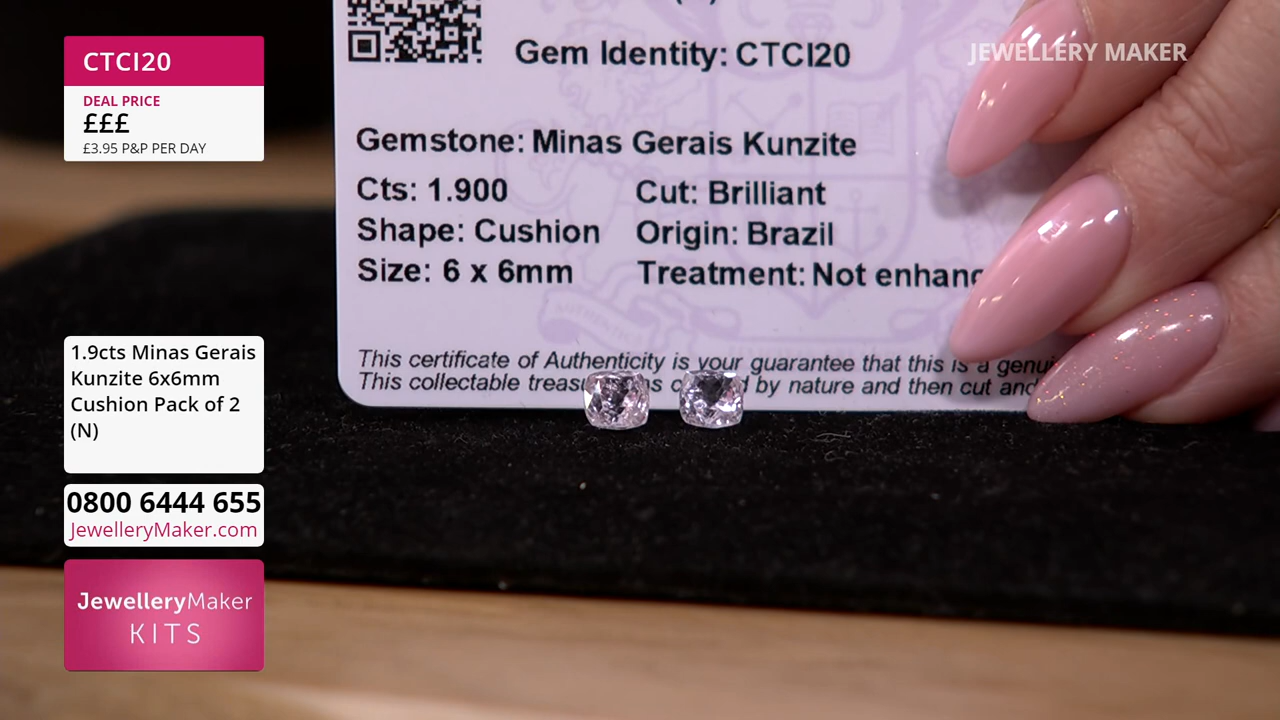 CTCI20
DEAL PRICE
£££
£3.95 P&P PER DAY
1.9cts Minas Gerais
Kunzite 6x6mm
Cushion Pack of 2
(N)
0800 6444 655
JewelleryMaker.com
JewelleryMaker
KITS
JEWELLERY MAKER
Gem Identity: CTCI20
Gemstone: Minas Gerais Kunzite
Cts: 1.900 Cut: Brilliant
Shape: Cushion Origin: Brazil
Size: 6 x 6mm Treatment: Not enhanc
This certificate of Authenticity is your guarantee that this is a genui
This collectable by nature and then cut and